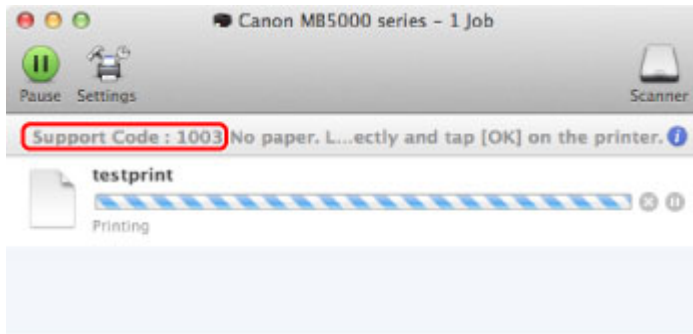 Canon MB5000 series – 1 Job
Pause Settings Scanner
Support Code : 1003 No paper. L...ectly and tap [OK] on the printer.
testprint
Printing